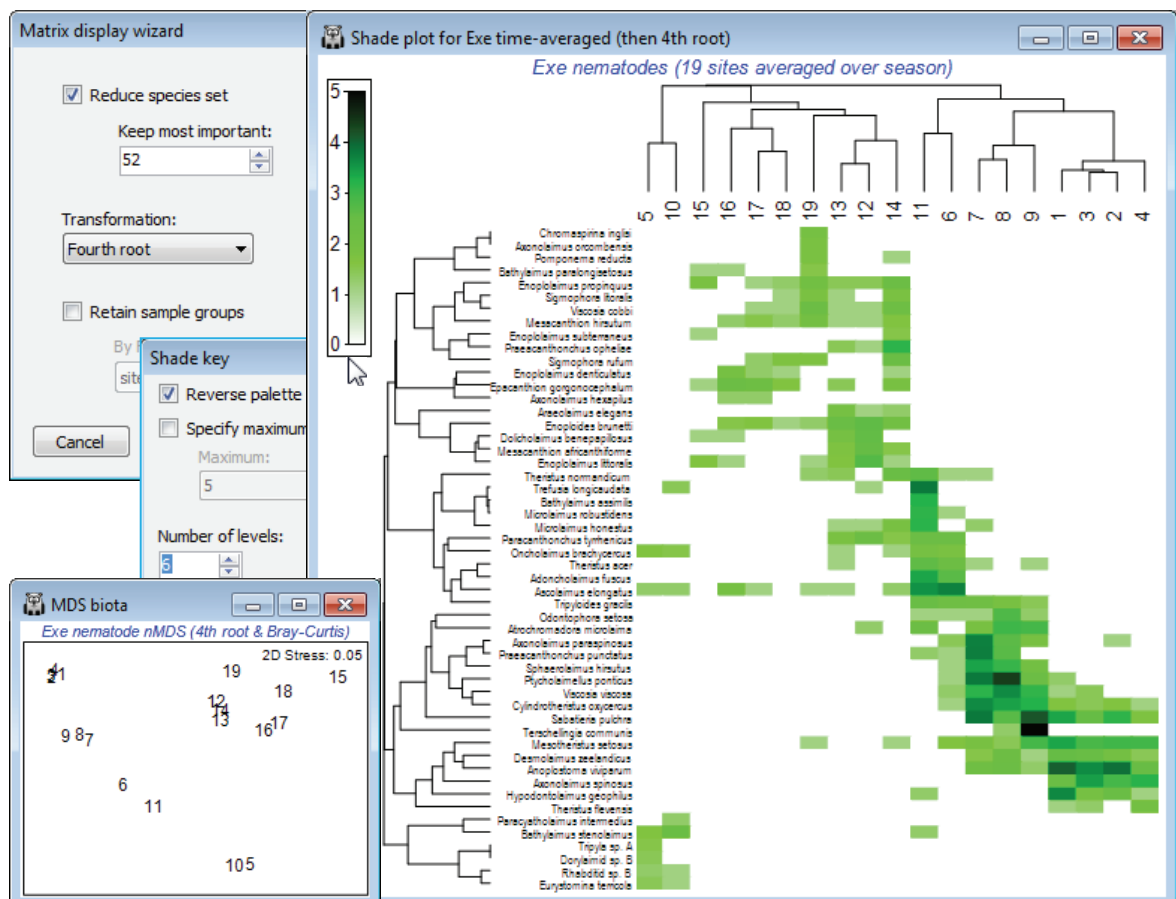 Matrix display wizard
Reduce species set
Keep most important:
52
Transformation:
Fourth root
Retain sample groups
By
site
Cancel
Shade key
Reverse palette
Specify maximum
Maximum:
5
Number of levels:
6
Shade plot for Exe time-averaged (then 4th root)
Exe nematodes (19 sites averaged over season)
5
4
3
2
1
0
5 10 15 16 17 18 19 13 12 14 11 6 7 8 9 1 3 2 4
Chromaspirina inglisi
Axonolaimus orcombensis
Pomponema reducta
Bathylaimus paralongisetosus
Enoplolaimus propinquus
Sigmophora litoralis
Viscosia cobbi
Mesacanthion hirsutum
Enoplolaimus subterraneus
Praeacanthonchus opheliae
Sigmophora rufum
Enoplolaimus denticulatus
Epacanthion gorgonocephalum
Axonolaimus hexapilus
Araeolaimus elegans
Enoploides brunetti
Dolicholaimus benepapillosus
Mesacanthion africanthiforme
Enoplolaimus littoralis
Theristus normandicum
Trefusia longicaudata
Bathylaimus assimilis
Microlaimus robustidens
Microlaimus honestus
Paracanthonchus tyrrhenicus
Oncholaimus brachycercus
Theristus acer
Adoncholaimus fuscus
Ascolaimus elongatus
Tripyloides gracilis
Odontophora setosa
Atrochromadora microlaima
Axonolaimus paraspinosus
Praeacanthonchus punctatus
Sphaerolaimus hirsutus
Ptycholaimellus ponticus
Viscosia viscosa
Cylindrotheristus oxycercus
Sabatieria pulchra
Terschellingia communis
Mesotheristus setosus
Desmolaimus zeelandicus
Anoplostoma viviparum
Axonolaimus spinosus
Hypodontolaimus geophilus
Theristus flevensis
Paracyatholaimus intermedius
Bathylaimus stenolaimus
Tripyla sp. A
Dorylaimid sp. B
Rhabditid sp. B
Eurystomina terricola
MDS biota
Exe nematode nMDS (4th root & Bray-Curtis)
2D Stress: 0.05
4
1
19
15
18
12
14
13
17
16
9 8 7
6
11
10 5